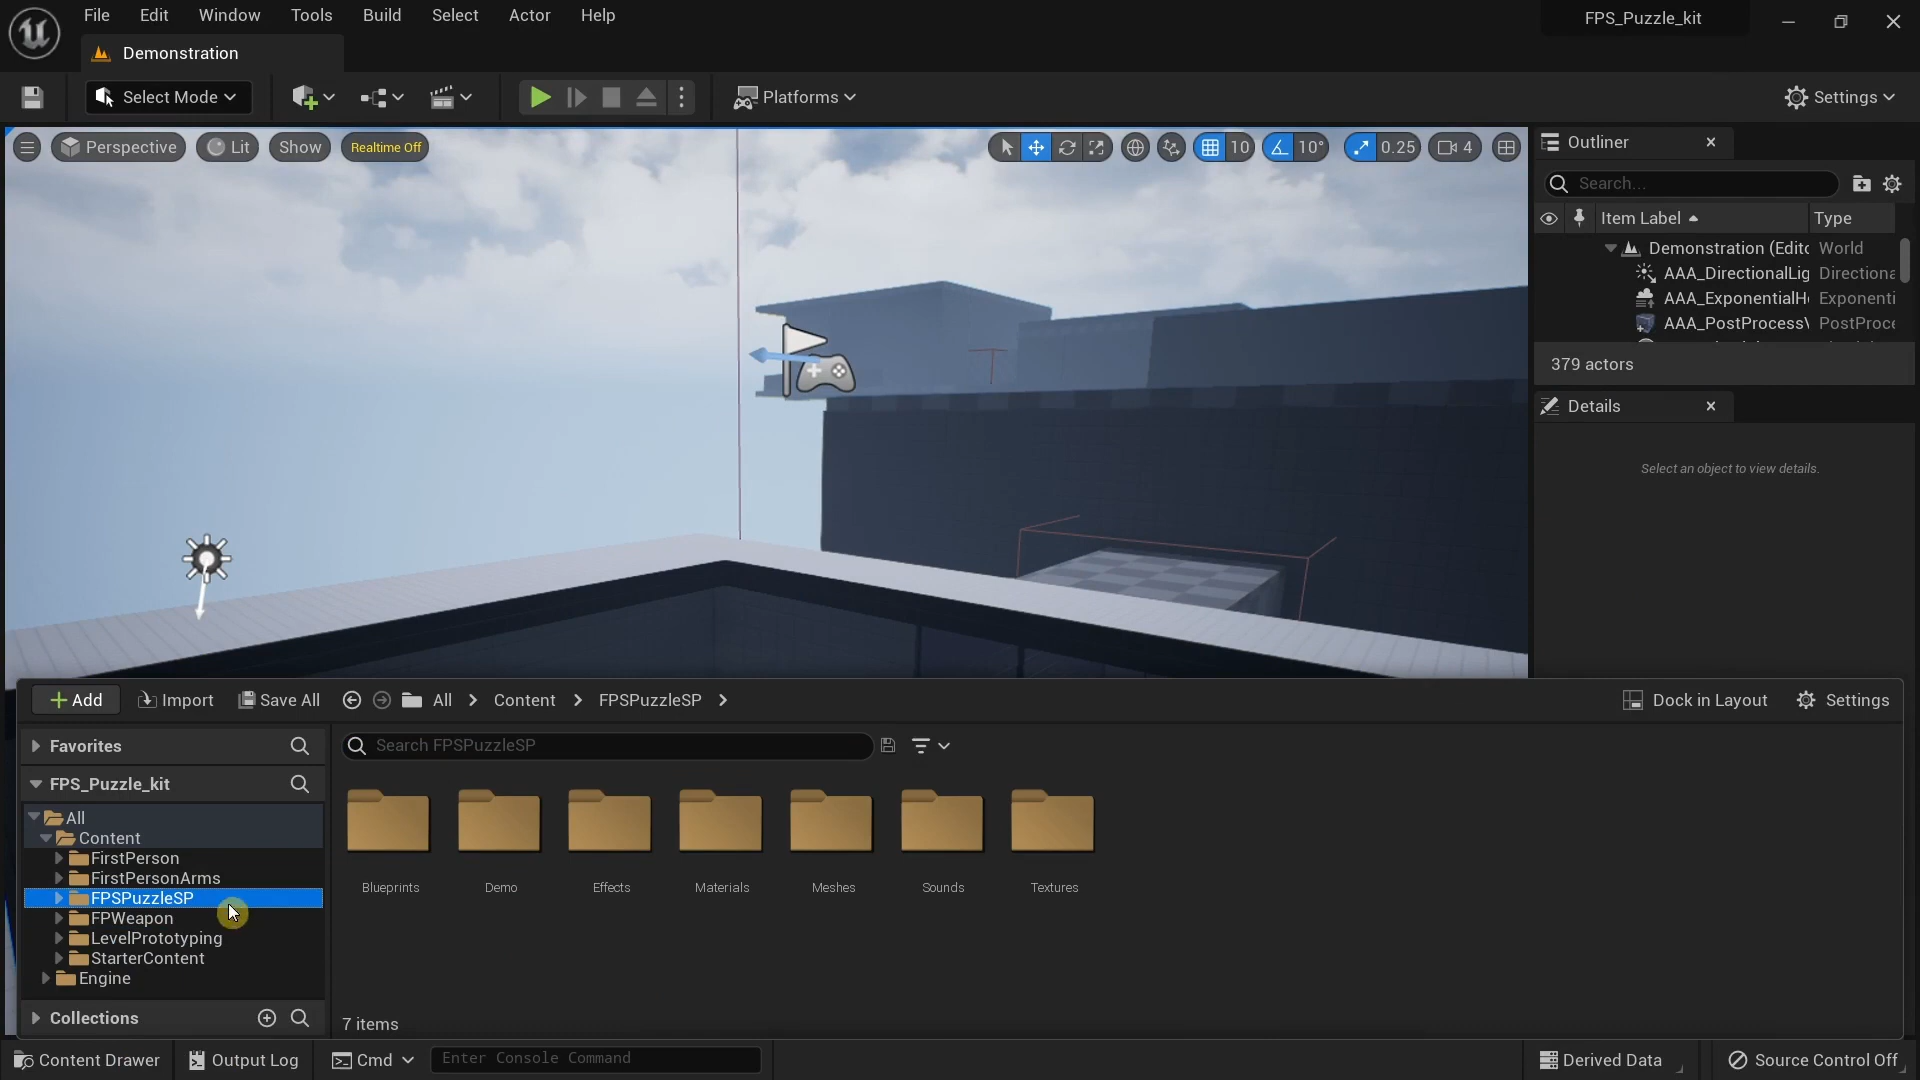 File Edit Window Tools Build Select Actor Help
FPS_Puzzle_kit
Demonstration
Select Mode
Platforms
Settings
Perspective Lit Show Realtime Off
10 10° 0.25 4
Outliner
Search...
Item Label Type
Demonstration (Edito World
AAA_DirectionalLig Directiona
AAA_ExponentialH Exponenti
AAA_PostProcessV PostProce
379 actors
Details
Select an object to view details.
Add Import Save All All Content FPSPuzzleSP Dock in Layout Settings
Favorites
Search FPSPuzzleSP
FPS_Puzzle_kit
All
Content
FirstPerson
FirstPersonArms
FPSPuzzleSP
FPWeapon
LevelPrototyping
StarterContent
Engine
Collections
Blueprints Demo Effects Materials Meshes Sounds Textures
7 items
Content Drawer Output Log Cmd Enter Console Command Derived Data Source Control Off